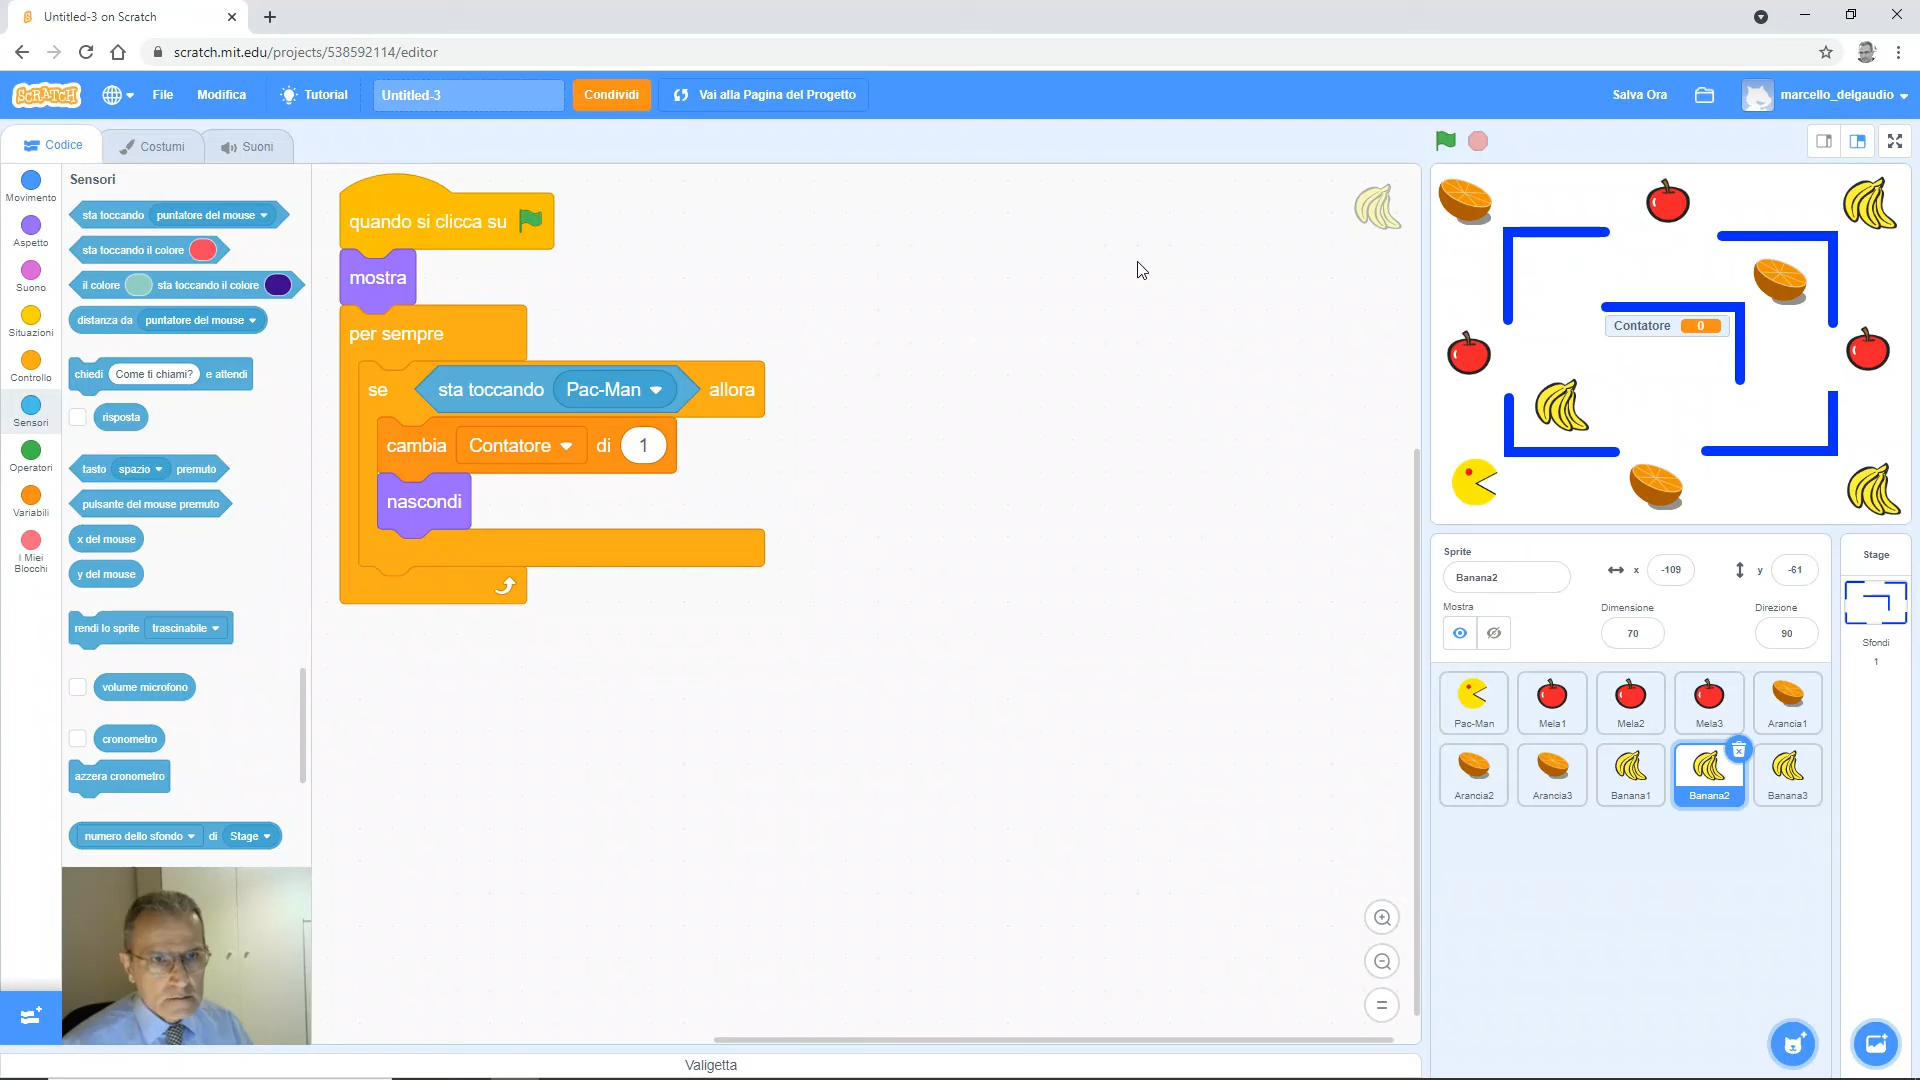 Untitled-3 on Scratch
scratch.mit.edu/projects/538592114/editor
SCRATCH
File
Modifica
Tutorial
Untitled-3
Condividi
Vai alla Pagina del Progetto
Salva Ora
marcello_delgaudio
Codice
Costumi
Suoni
Movimento
Aspetto
Suono
Situazioni
Controllo
Sensori
Operatori
Variabili
I Miei
Blocchi
Sensori
sta toccando puntatore del mouse
sta toccando il colore
il colore sta toccando il colore
distanza da puntatore del mouse
chiedi Come ti chiami? e attendi
risposta
tasto spazio premuto
pulsante del mouse premuto
x del mouse
y del mouse
rendi lo sprite trascinabile
volume microfono
cronometro
azzera cronometro
numero dello sfondo di Stage
quando si clicca su
mostra
per sempre
se sta toccando Pac-Man allora
cambia Contatore di 1
nascondi
Valigetta
Contatore 0
Sprite
Banana2
x -109
y -61
Mostra
Dimensione
70
Direzione
90
Pac-Man
Mela1
Mela2
Mela3
Arancia1
Arancia2
Arancia3
Banana1
Banana2
Banana3
Stage
Sfondi
1